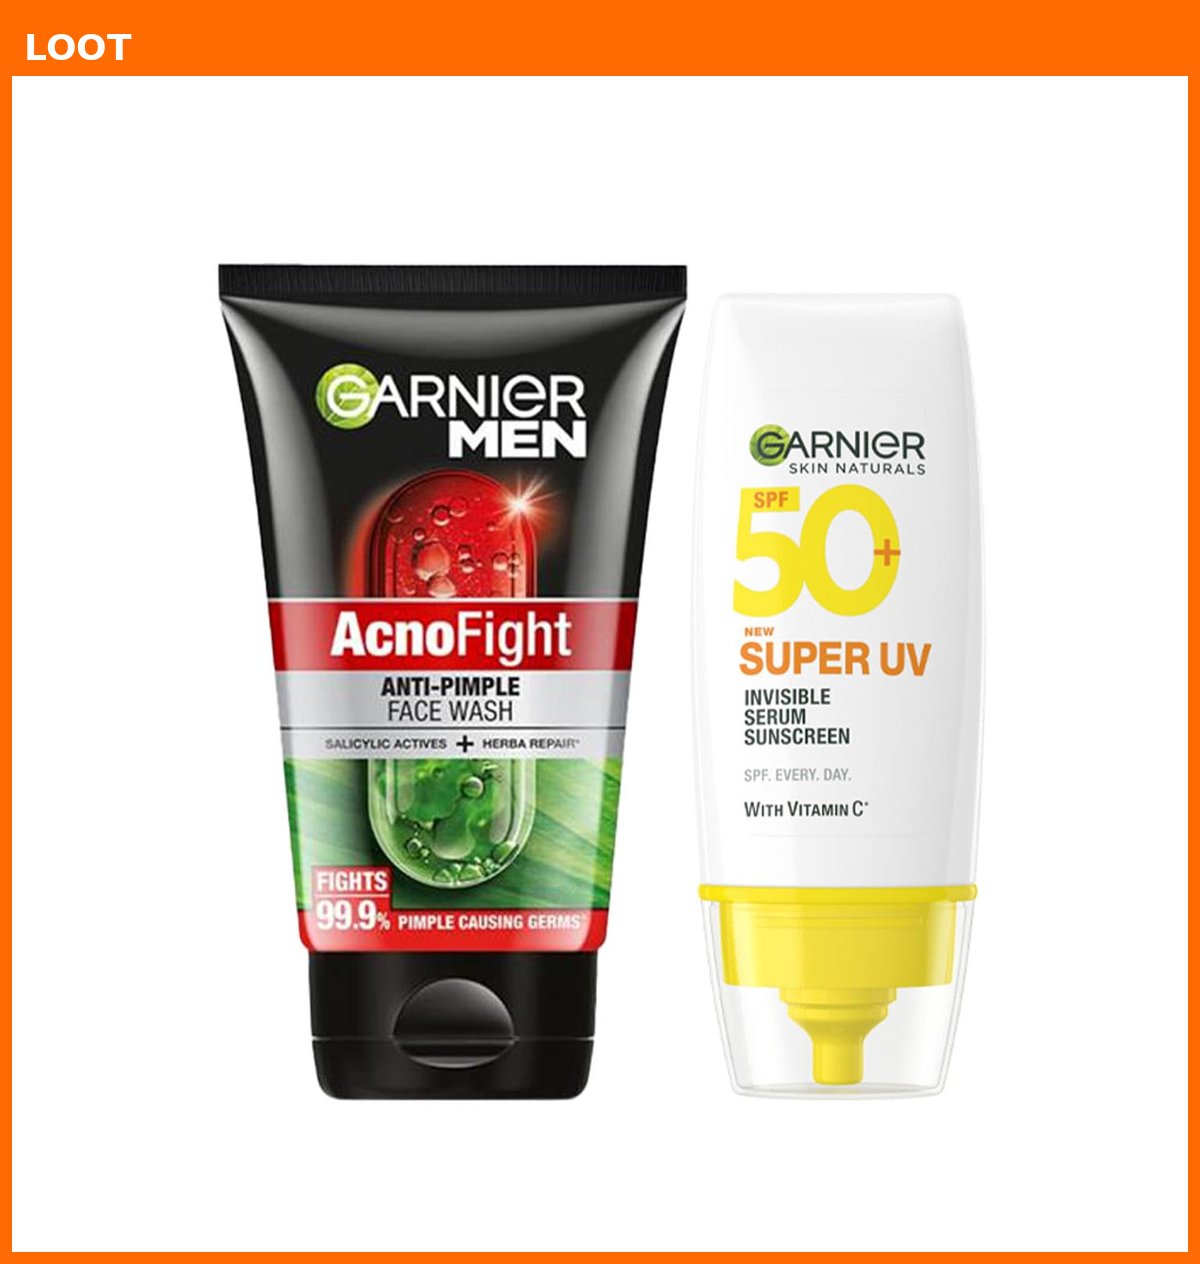 LOOT
GARNIER
MEN
AcnoFight
ANTI-PIMPLE
FACE WASH
SALICYLIC ACTIVES + HERBA REPAIR*
FIGHTS
99.9% PIMPLE CAUSING GERMS*
GARNIER
SKIN NATURALS
SPF
50+
NEW
SUPER UV
INVISIBLE
SERUM
SUNSCREEN
SPF. EVERY. DAY.
WITH VITAMIN C*